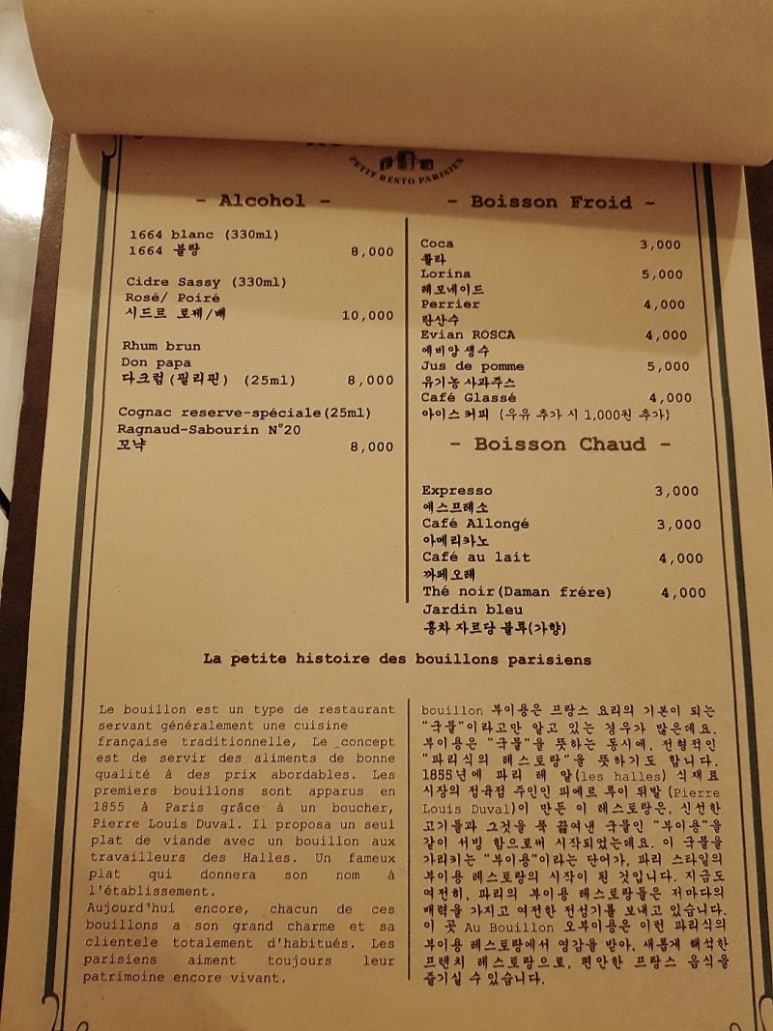 PETIT RESTO PARISIEN
- Alcohol -
1664 blanc (330ml)
1664 블랑 8,000
Cidre Sassy (330ml)
Rosé/ Poiré
시드르 로제/배 10,000
Rhum brun
Don papa
다크럼(필리핀) (25ml) 8,000
Cognac reserve-spéciale(25ml)
Ragnaud-Sabourin N°20
꼬냑 8,000
- Boisson Froid -
Coca 3,000
콜라
Lorina 5,000
레모네이드
Perrier 4,000
탄산수
Evian ROSCA 4,000
에비앙 생수
Jus de pomme 5,000
유기농 사과주스
Café Glassé 4,000
아이스 커피 (우유 추가 시 1,000원 추가)
- Boisson Chaud -
Expresso 3,000
에스프레소
Café Allongé 3,000
아메리카노
Café au lait 4,000
까페 오레
Thé noir(Daman frére) 4,000
Jardin bleu
홍차 자르당 블루(가향)
La petite histoire des bouillons parisiens
Le bouillon est un type de restaurant
servant généralement une cuisine
française traditionnelle, Le concept
est de servir des aliments de bonne
qualité à des prix abordables. Les
premiers bouillons sont apparus en
1855 à Paris grâce à un boucher,
Pierre Louis Duval. Il proposa un seul
plat de viande avec un bouillon aux
travailleurs des Halles. Un fameux
plat qui donnera son nom à
l'établissement.
Aujourd'hui encore, chacun de ces
bouillons a son grand charme et sa
clientele totalement d'habitués. Les
parisiens aiment toujours leur
patrimoine encore vivant.
bouillon 부이용은 프랑스 요리의 기본이 되는
"국물"이라고만 알고 있는 경우가 많은데요.
부이용은 "국물"을 뜻하는 동시에, 전형적인
"파리식의 레스토랑"을 뜻하기도 합니다.
1855년에 파리 레 알(les halles) 식재료
시장의 정육점 주인인 피에르 루이 뒤발 (Pierre
Louis Duval)이 만든 이 레스토랑은, 신선한
고기들과 그것을 푹 끓여낸 국물인 "부이용"을
같이 서빙 함으로써 시작되었는데요. 이 국물을
가리키는 "부이용"이라는 단어가, 파리 스타일의
부이용 레스토랑의 시작이 된 것입니다. 지금도
여전히, 파리의 부이용 레스토랑들은 저마다의
매력을 가지고 여전한 전성기를 보내고 있습니다.
이 곳 Au Bouillon 오부이용은 이런 파리식의
부이용 레스토랑에서 영감을 받아, 새롭게 해석한
프렌치 레스토랑으로, 편안한 프랑스 음식을
즐기실 수 있습니다.